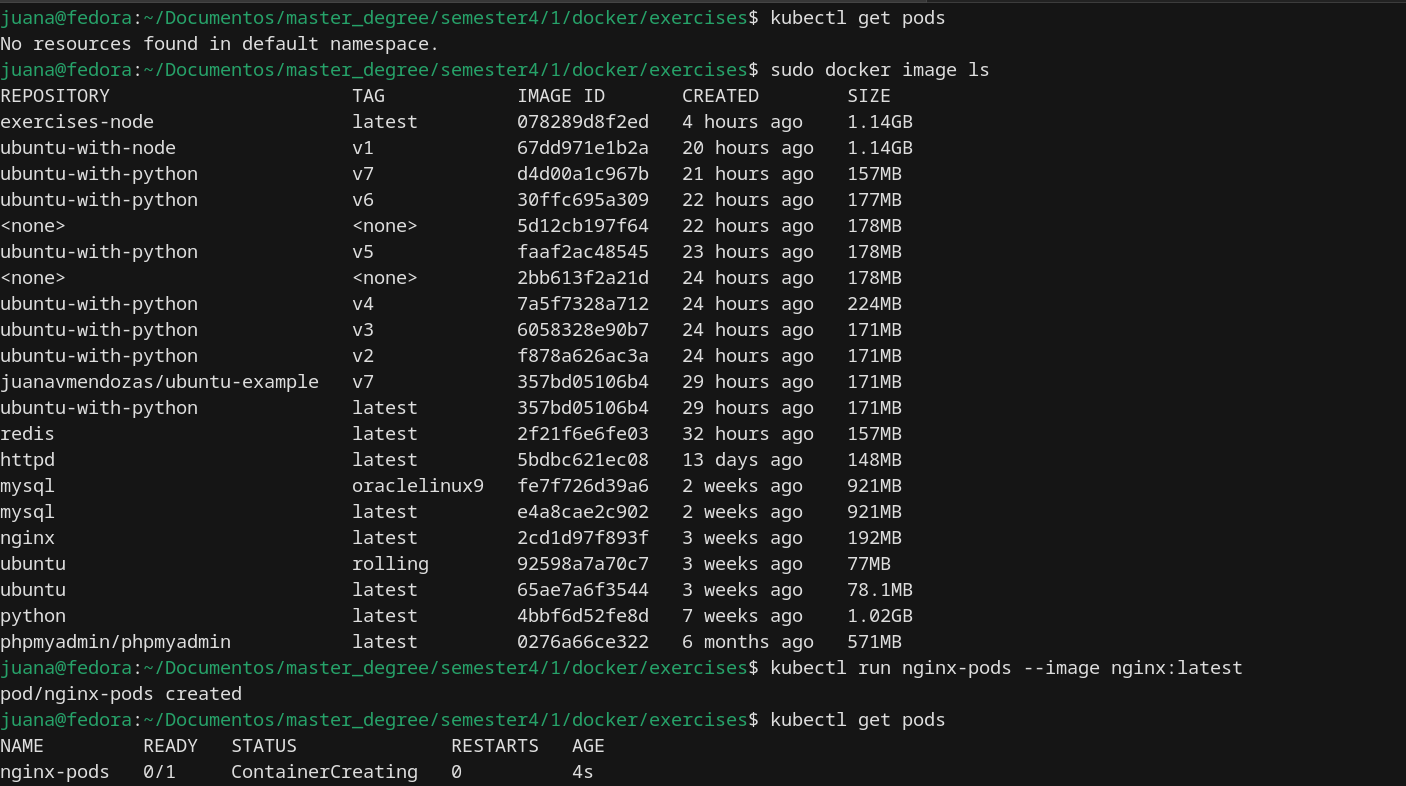 juana@fedora:~/Documentos/master_degree/semester4/1/docker/exercises$ kubectl get pods
No resources found in default namespace.
juana@fedora:~/Documentos/master_degree/semester4/1/docker/exercises$ sudo docker image ls
REPOSITORY                      TAG            IMAGE ID       CREATED        SIZE
exercises-node                  latest         078289d8f2ed   4 hours ago    1.14GB
ubuntu-with-node                v1             67dd971e1b2a   20 hours ago   1.14GB
ubuntu-with-python              v7             d4d00a1c967b   21 hours ago   157MB
ubuntu-with-python              v6             30ffc695a309   22 hours ago   177MB
<none>                          <none>         5d12cb197f64   22 hours ago   178MB
ubuntu-with-python              v5             faaf2ac48545   23 hours ago   178MB
<none>                          <none>         2bb613f2a21d   24 hours ago   178MB
ubuntu-with-python              v4             7a5f7328a712   24 hours ago   224MB
ubuntu-with-python              v3             6058328e90b7   24 hours ago   171MB
ubuntu-with-python              v2             f878a626ac3a   24 hours ago   171MB
juanavmendozas/ubuntu-example   v7             357bd05106b4   29 hours ago   171MB
ubuntu-with-python              latest         357bd05106b4   29 hours ago   171MB
redis                           latest         2f21f6e6fe03   32 hours ago   157MB
httpd                           latest         5bdbc621ec08   13 days ago    148MB
mysql                           oraclelinux9   fe7f726d39a6   2 weeks ago    921MB
mysql                           latest         e4a8cae2c902   2 weeks ago    921MB
nginx                           latest         2cd1d97f893f   3 weeks ago    192MB
ubuntu                          rolling        92598a7a70c7   3 weeks ago    77MB
ubuntu                          latest         65ae7a6f3544   3 weeks ago    78.1MB
python                          latest         4bbf6d52fe8d   7 weeks ago    1.02GB
phpmyadmin/phpmyadmin           latest         0276a66ce322   6 months ago   571MB
juana@fedora:~/Documentos/master_degree/semester4/1/docker/exercises$ kubectl run nginx-pods --image nginx:latest
pod/nginx-pods created
juana@fedora:~/Documentos/master_degree/semester4/1/docker/exercises$ kubectl get pods
NAME         READY   STATUS              RESTARTS   AGE
nginx-pods   0/1     ContainerCreating   0          4s